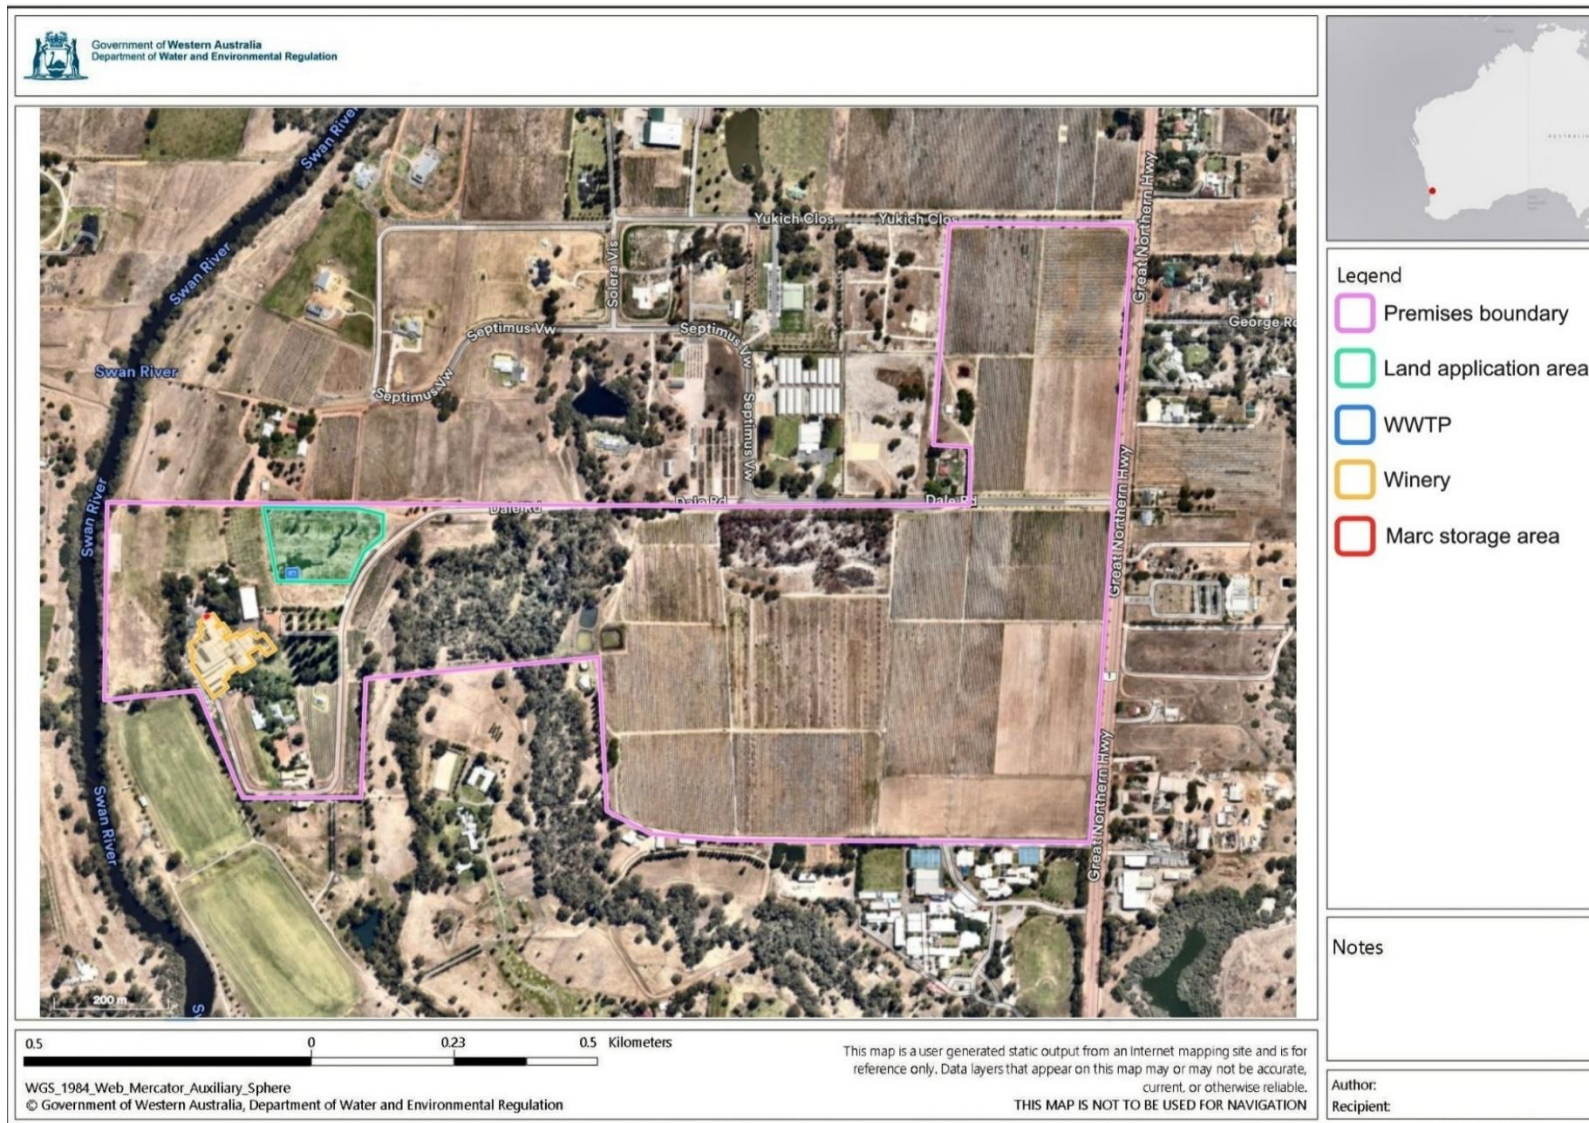 Government of Western Australia
Department of Water and Environmental Regulation
Swan River
Yukich Clos
Yukich Clos
Great Northern Hwy
Swan River
Solera Vis
George Rd
Septimus Vw
Septimus Vw
Swan River
Septimus Vw
Septimus Vw
Great Northern Hwy
Swan River
Dale Rd
Dale Rd
Dale Rd
Great Northern Hwy
Swan River
Great Northern Hwy
200 m
Legend
Premises boundary
Land application area
WWTP
Winery
Marc storage area
Notes
Author:
Recipient:
0.5 0 0.23 0.5 Kilometers
WGS_1984_Web_Mercator_Auxiliary_Sphere
© Government of Western Australia, Department of Water and Environmental Regulation
This map is a user generated static output from an Internet mapping site and is for
reference only. Data layers that appear on this map may or may not be accurate,
current, or otherwise reliable.
THIS MAP IS NOT TO BE USED FOR NAVIGATION